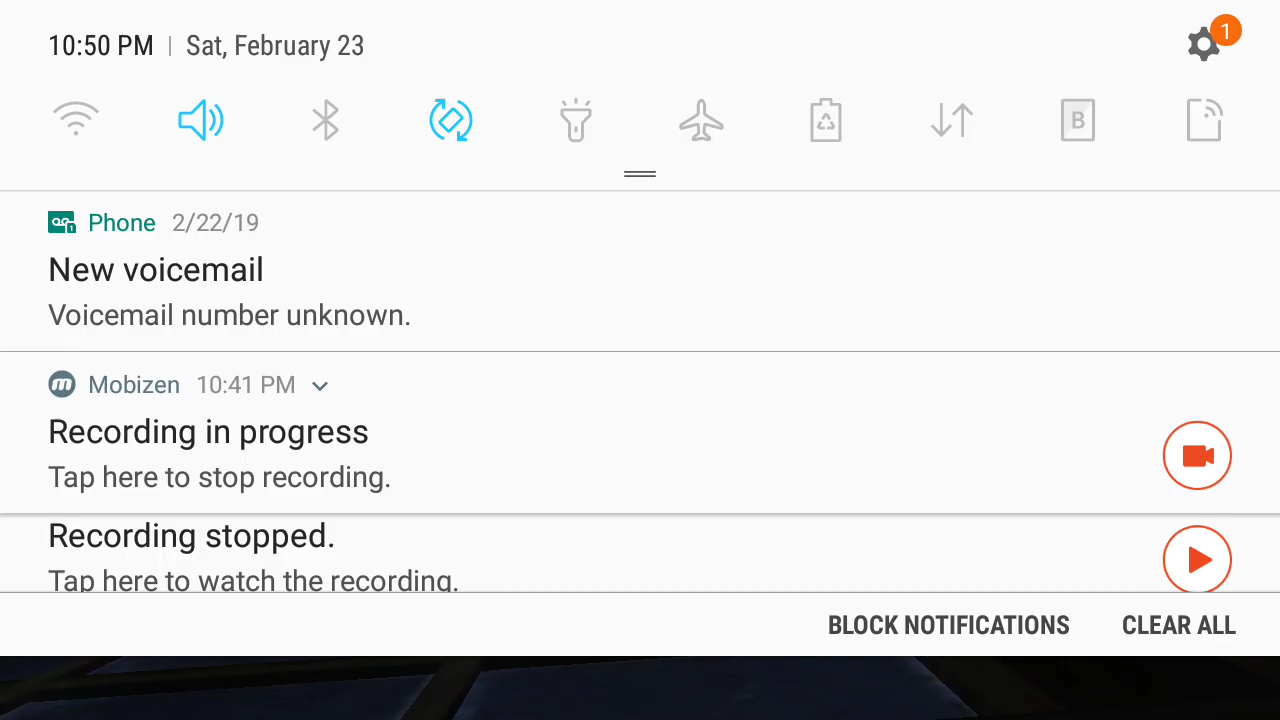 10:50 PM | Sat, February 23
1
B
Phone 2/22/19
New voicemail
Voicemail number unknown.
m Mobizen 10:41 PM
Recording in progress
Tap here to stop recording.
Recording stopped.
Tap here to watch the recording.
BLOCK NOTIFICATIONS CLEAR ALL